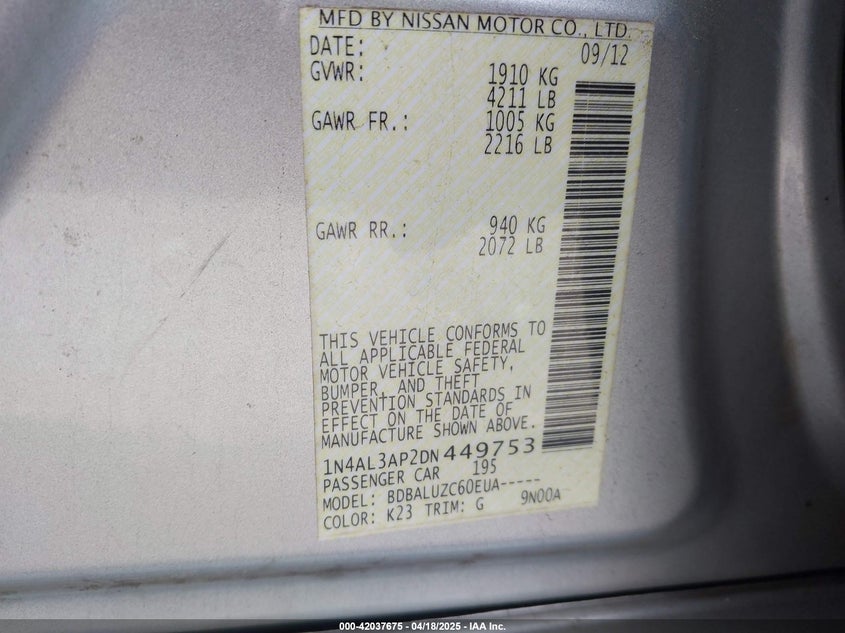 MFD BY NISSAN MOTOR CO., LTD.
DATE: 09/12
GVWR: 1910 KG
4211 LB
GAWR FR.: 1005 KG
2216 LB
GAWR RR.: 940 KG
2072 LB
THIS VEHICLE CONFORMS TO
ALL APPLICABLE FEDERAL
MOTOR VEHICLE SAFETY,
BUMPER, AND THEFT
PREVENTION STANDARDS IN
EFFECT ON THE DATE OF
MANUFACTURE SHOWN ABOVE.
1N4AL3AP2DN449753
PASSENGER CAR 195
MODEL: BDBALUZC60EUA-----
COLOR: K23 TRIM: G 9N00A
000-42037675 - 04/18/2025 - IAA Inc.